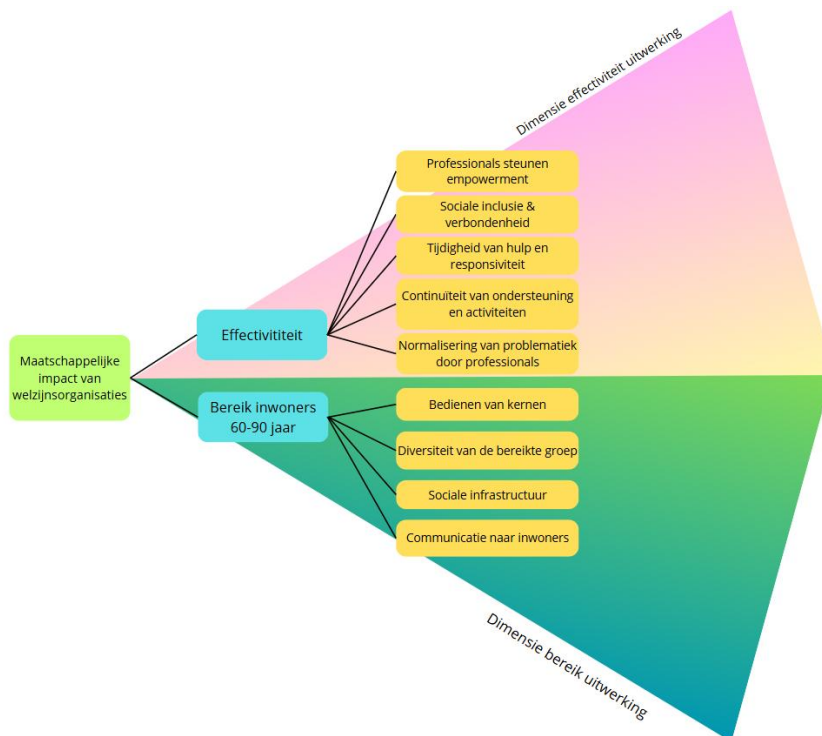 Dimensie effectiviteit uitwerking
Professionals steunen
empowerment
Sociale inclusie &
verbondenheid
Tijdigheid van hulp en
responsiviteit
Continuïteit van ondersteuning
en activiteiten
Normalisering van problematiek
door professionals
Effectivititeit
Maatschappelijke
impact van
welzijnsorganisaties
Bereik inwoners
60-90 jaar
Bedienen van kernen
Diversiteit van de bereikte groep
Sociale infrastructuur
Communicatie naar inwoners
Dimensie bereik uitwerking